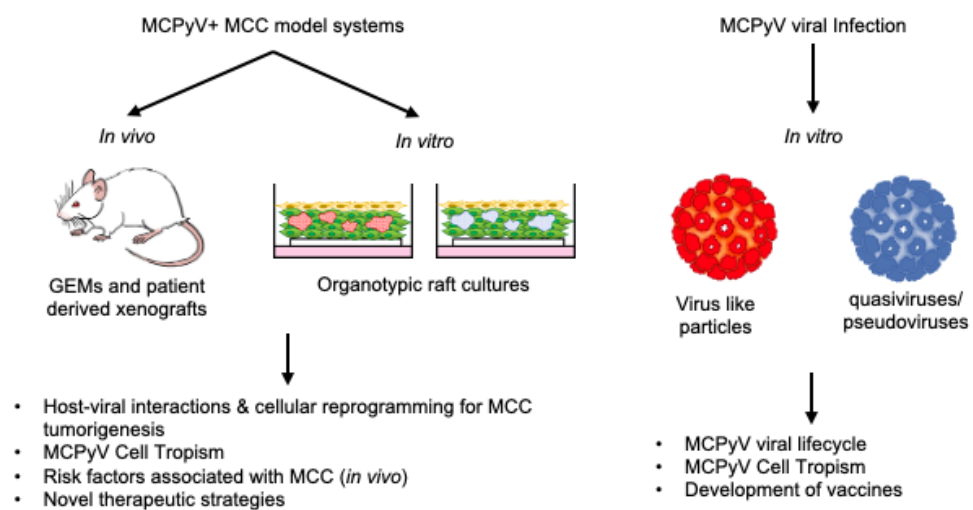 MCPyV+ MCC model systems
In vivo
In vitro
GEMs and patient
derived xenografts
Organotypic raft cultures
• Host-viral interactions & cellular reprogramming for MCC
tumorigenesis
• MCPyV Cell Tropism
• Risk factors associated with MCC (in vivo)
• Novel therapeutic strategies
MCPyV viral Infection
In vitro
Virus like
particles
quasiviruses/
pseudoviruses
• MCPyV viral lifecycle
• MCPyV Cell Tropism
• Development of vaccines